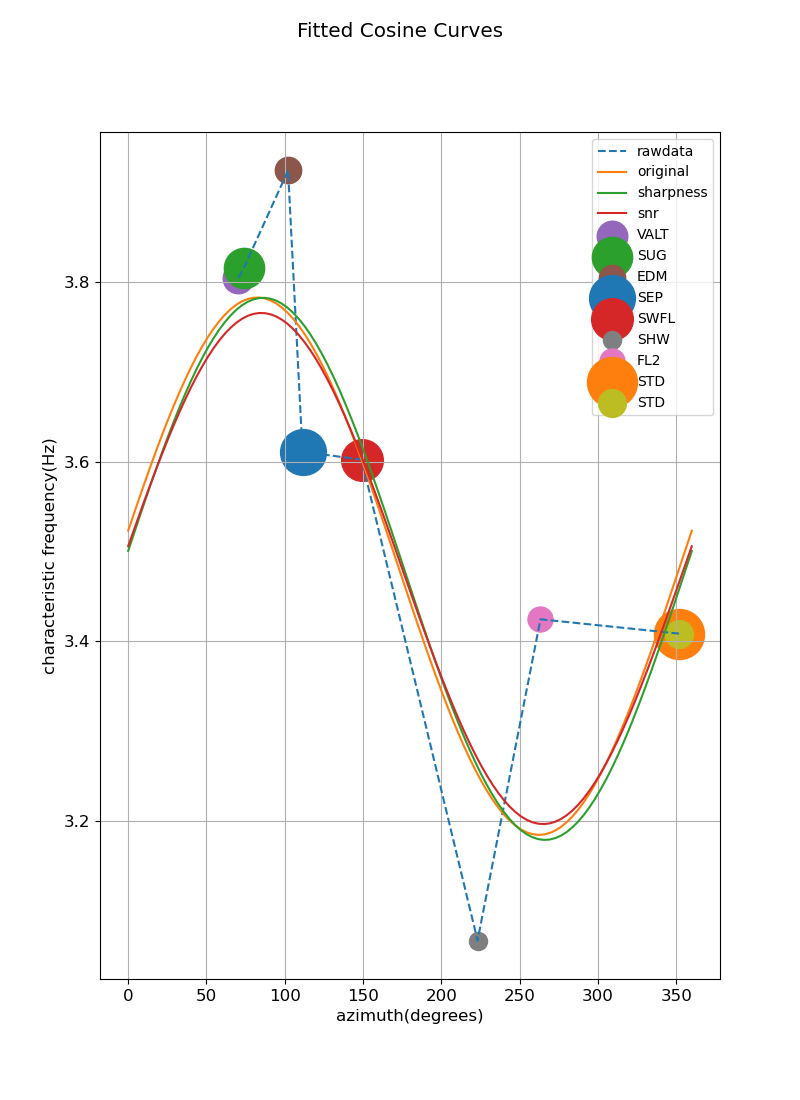 Fitted Cosine Curves
rawdata
original
sharpness
snr
VALT
SUG
EDM
SEP
SWFL
SHW
FL2
STD
STD
3.8
3.6
3.4
3.2
characteristic frequency(Hz)
0 50 100 150 200 250 300 350
azimuth(degrees)